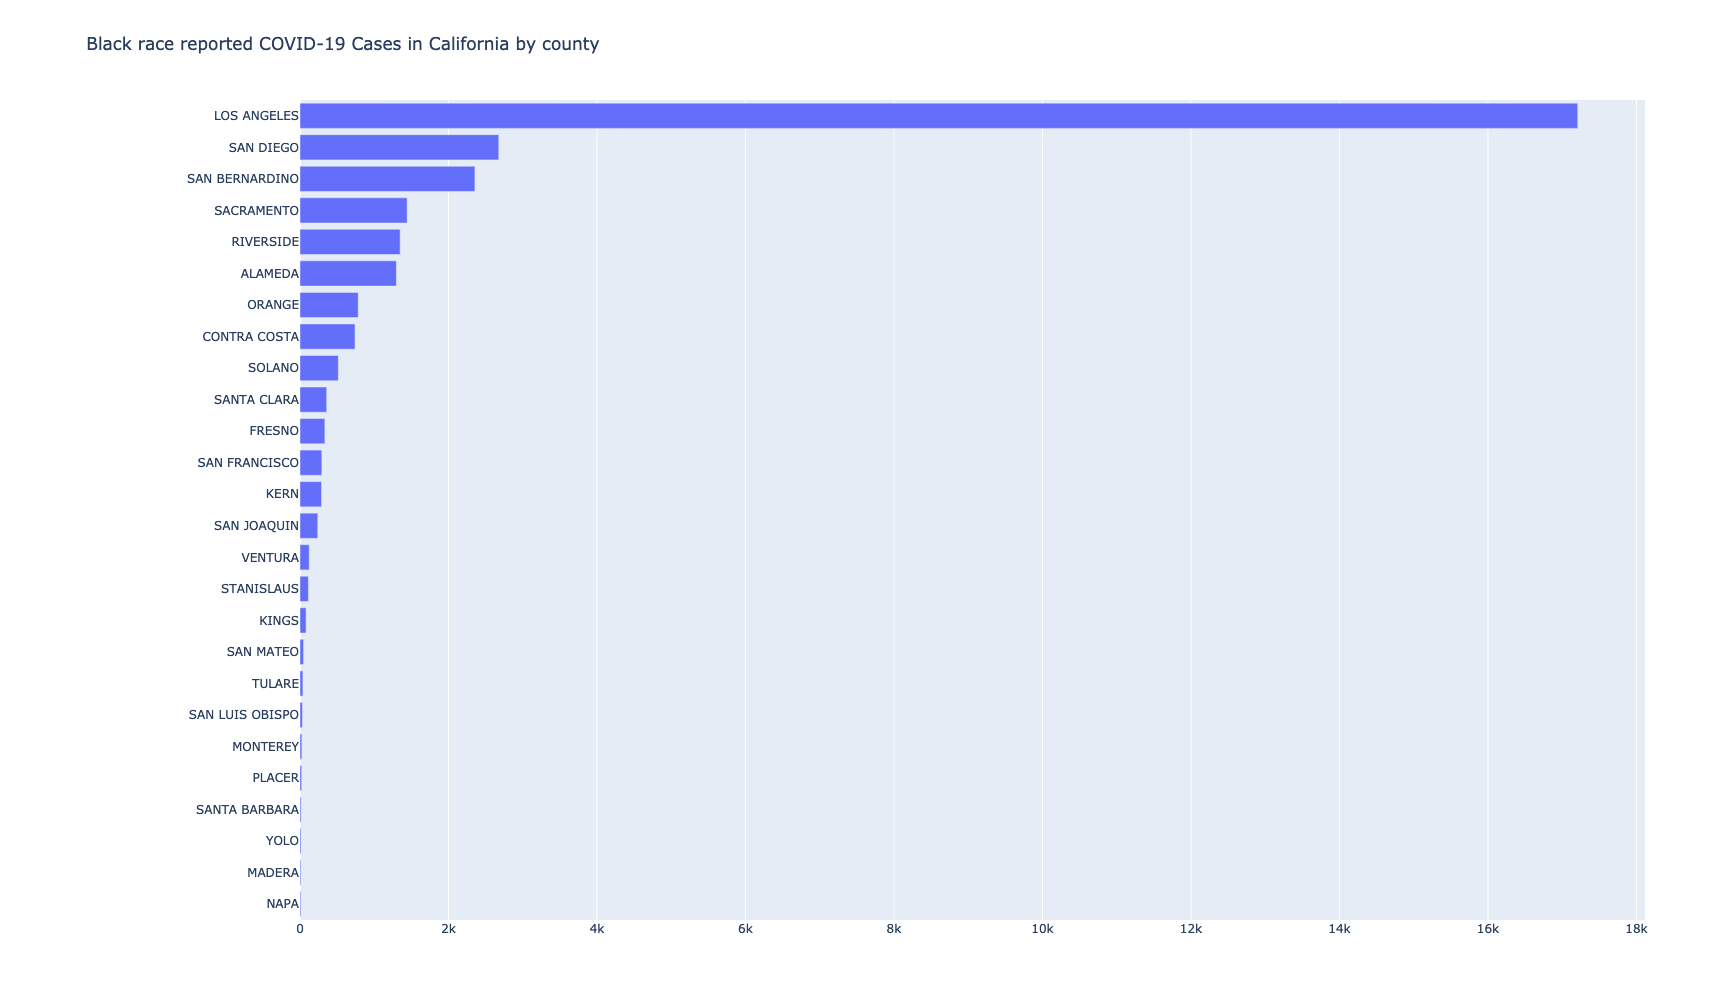 Black race reported COVID-19 Cases in California by county
LOS ANGELES
SAN DIEGO
SAN BERNARDINO
SACRAMENTO
RIVERSIDE
ALAMEDA
ORANGE
CONTRA COSTA
SOLANO
SANTA CLARA
FRESNO
SAN FRANCISCO
KERN
SAN JOAQUIN
VENTURA
STANISLAUS
KINGS
SAN MATEO
TULARE
SAN LUIS OBISPO
MONTEREY
PLACER
SANTA BARBARA
YOLO
MADERA
NAPA
0 2k 4k 6k 8k 10k 12k 14k 16k 18k